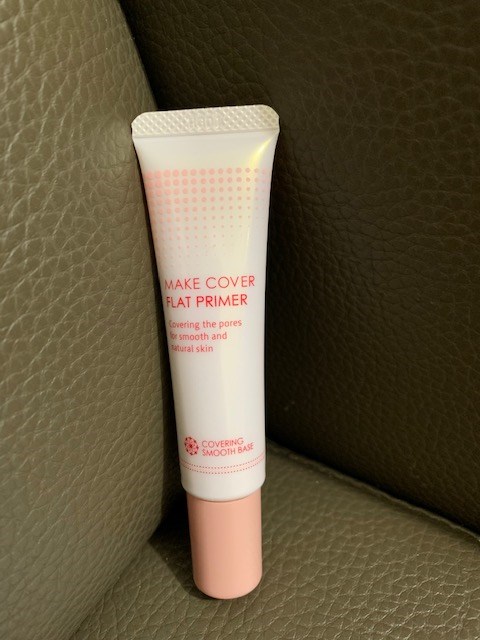 MAKE COVER
FLAT PRIMER
Covering the pores
for smooth and
natural skin
COVERING
SMOOTH BASE